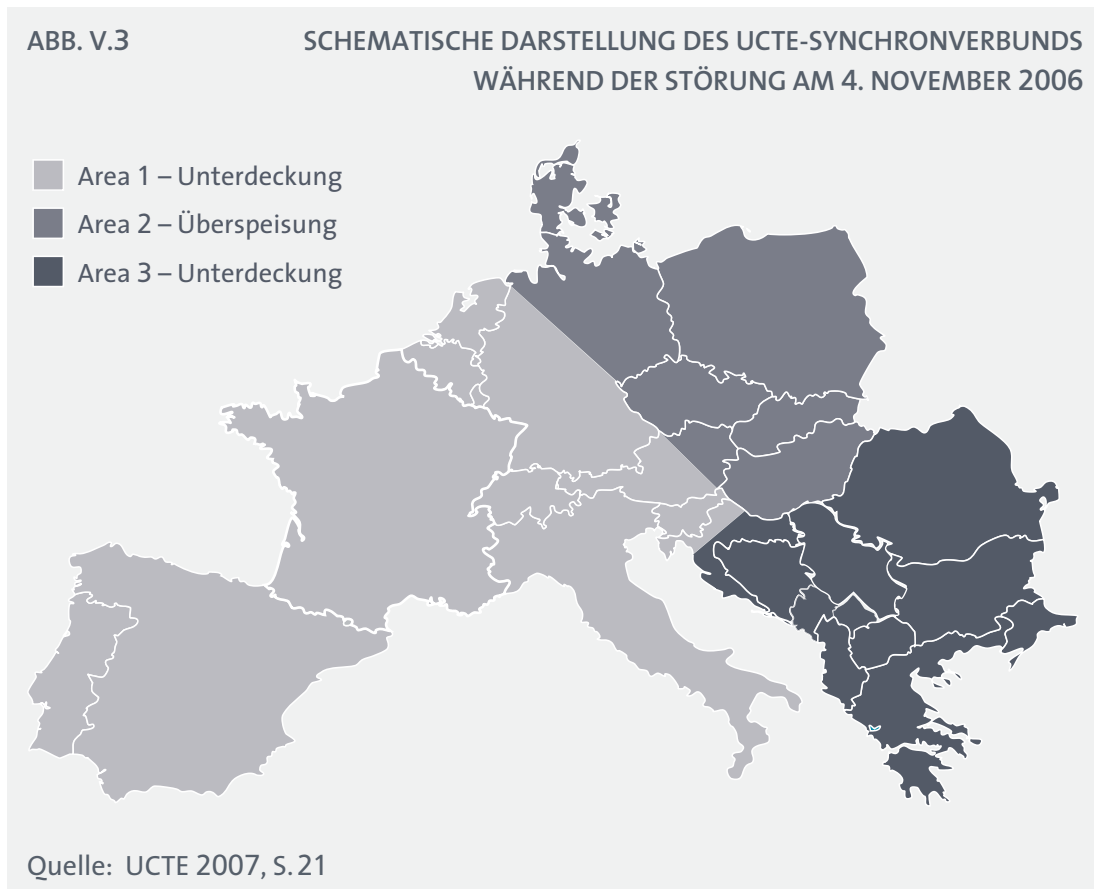 ABB. V.3
SCHEMATISCHE DARSTELLUNG DES UCTE-SYNCHRONVERBUNDS
WÄHREND DER STÖRUNG AM 4. NOVEMBER 2006
Area 1 – Unterdeckung
Area 2 – Überspeisung
Area 3 – Unterdeckung
Quelle: UCTE 2007, S. 21